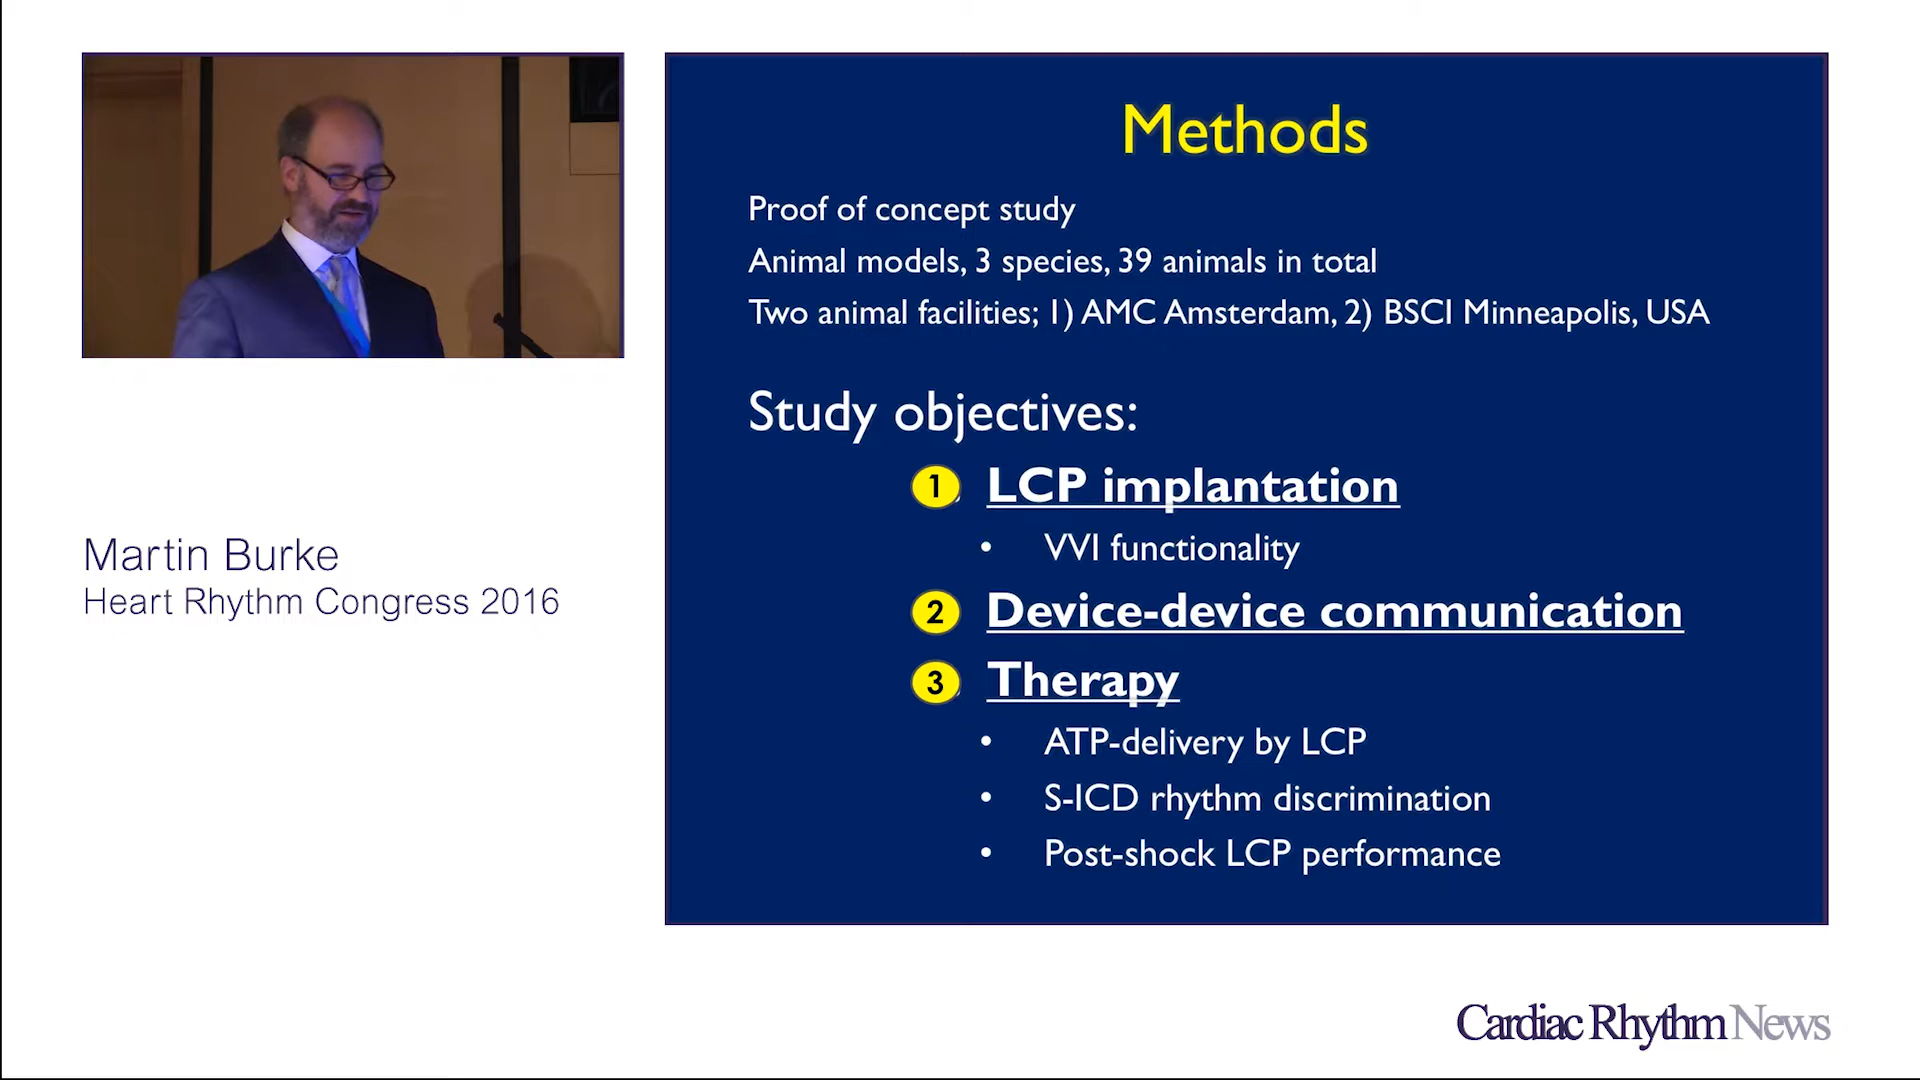 Methods
Proof of concept study
Animal models, 3 species, 39 animals in total
Two animal facilities; 1) AMC Amsterdam, 2) BSCI Minneapolis, USA
Study objectives:
1 LCP implantation
• VVI functionality
2 Device-device communication
3 Therapy
• ATP-delivery by LCP
• S-ICD rhythm discrimination
• Post-shock LCP performance
Martin Burke
Heart Rhythm Congress 2016
Cardiac Rhythm News